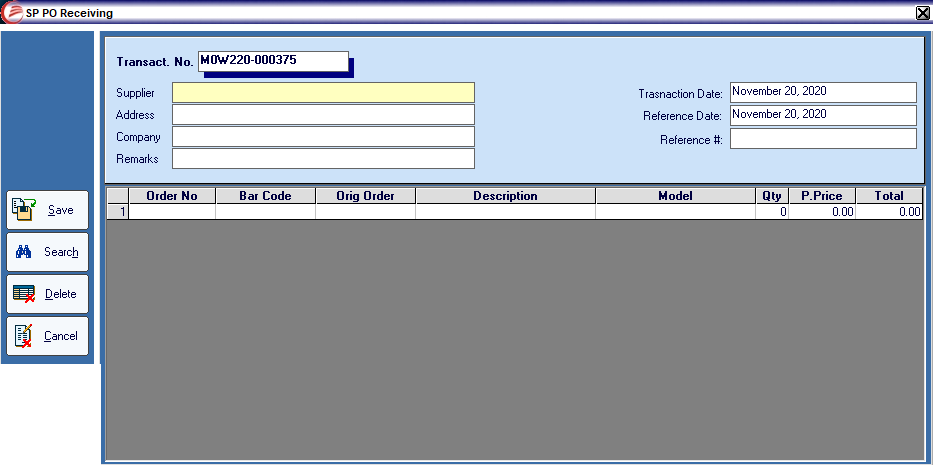 SP PO Receiving
Transact. No. M0W220-000375
Supplier
Address
Company
Remarks
Trasnaction Date: November 20, 2020
Reference Date: November 20, 2020
Reference #:
Save
Search
Delete
Cancel
Order No Bar Code Orig Order Description Model Qty P.Price Total
1 0 0.00 0.00